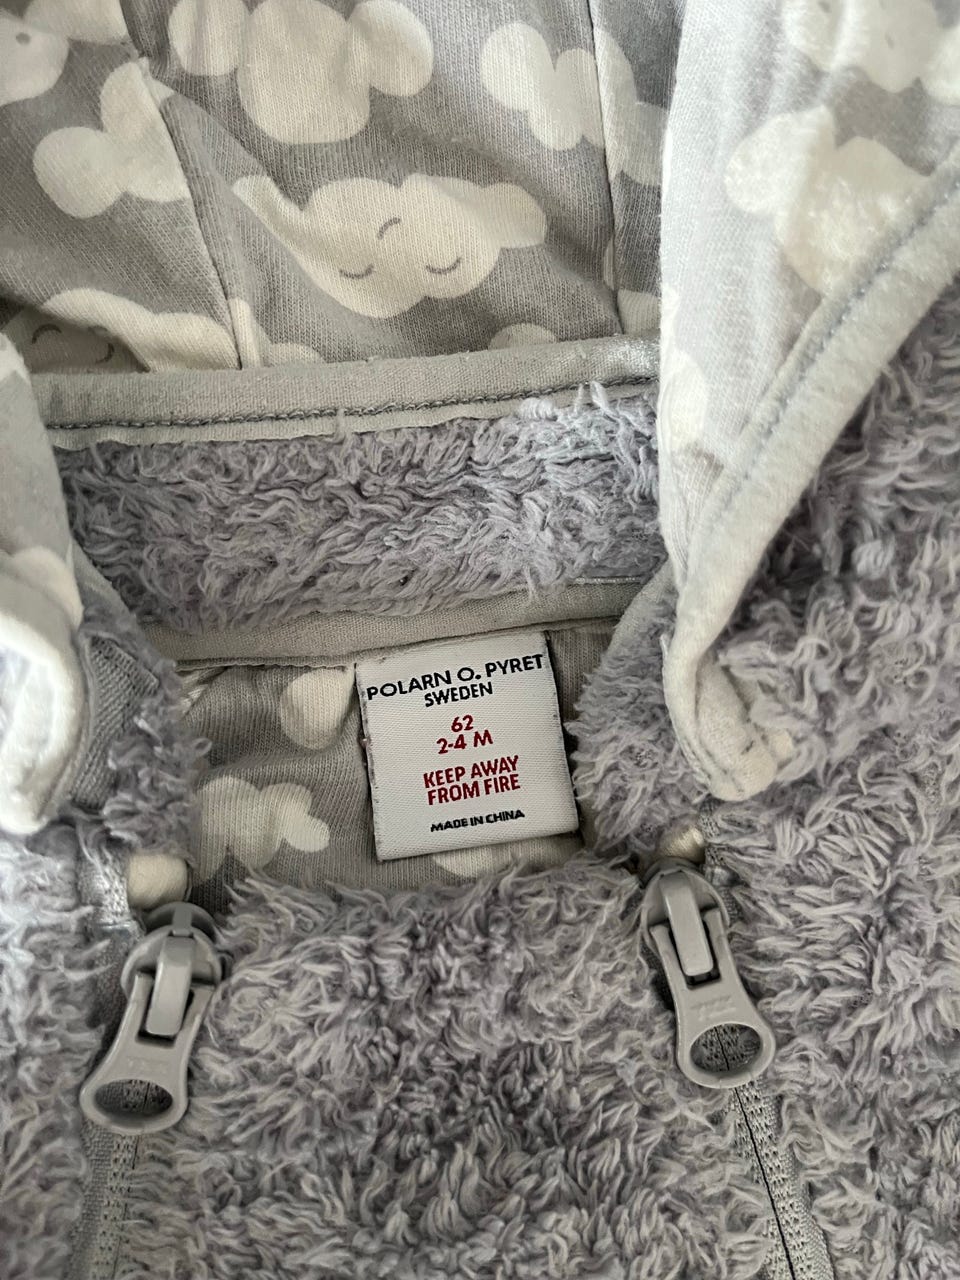 POLARN O. PYRET
SWEDEN
62
2-4 M
KEEP AWAY
FROM FIRE
MADE IN CHINA